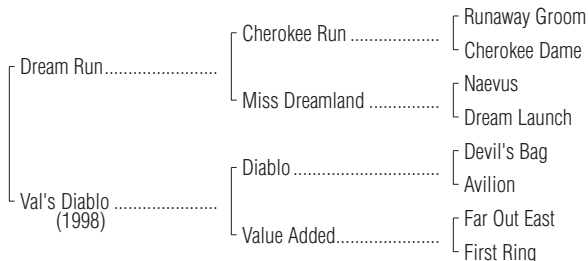 Runaway Groom
Cherokee Run ....................
Cherokee Dame
Dream Run.........................
Naevus
Miss Dreamland ................
Dream Launch
Devil's Bag
Diablo .................................
Avilion
Val's Diablo .......................
(1998)
Far Out East
Value Added.......................
First Ring